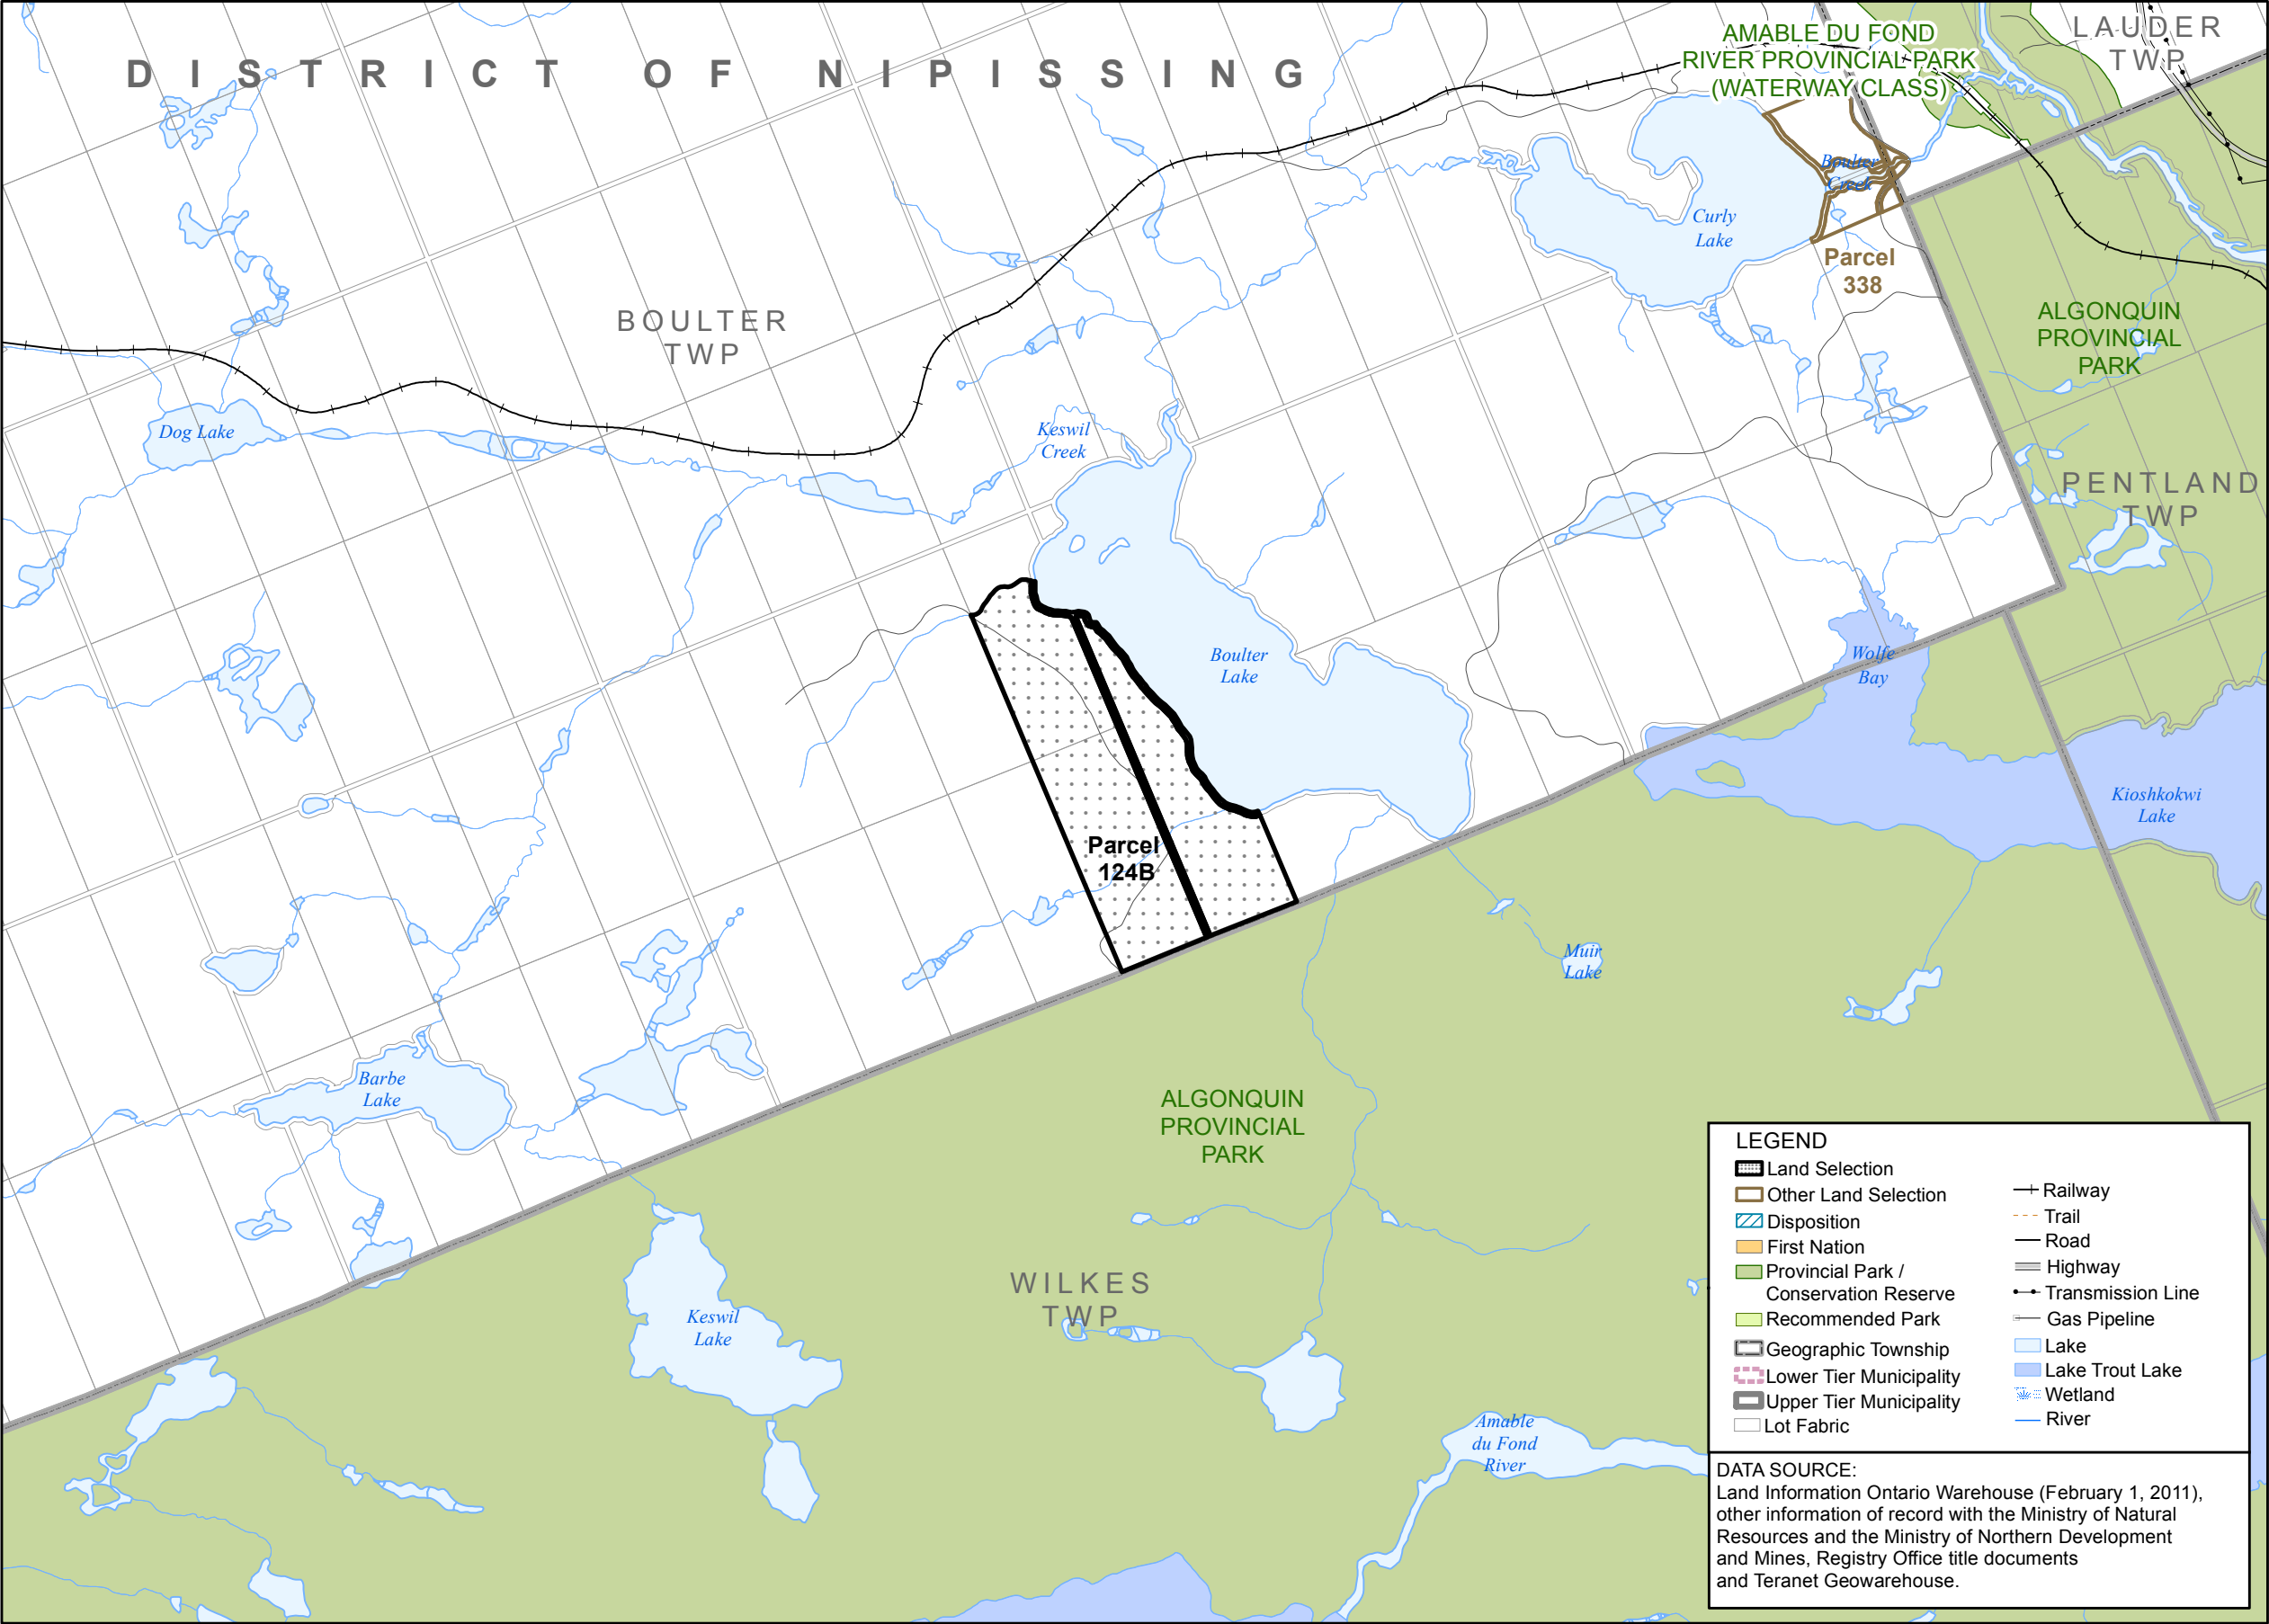 DISTRICT OF NIPISSING
AMABLE DU FOND
RIVER PROVINCIAL PARK
(WATERWAY CLASS)
LAUDER
TWP
Boulter
Creek
Curly
Lake
Parcel
338
BOULTER
TWP
ALGONQUIN
PROVINCIAL
PARK
Dog Lake
Keswil
Creek
PENTLAND
TWP
Boulter
Lake
Wolfe
Bay
Kioshkokwi
Lake
Parcel
124B
Muir
Lake
Barbe
Lake
ALGONQUIN
PROVINCIAL
PARK
WILKES
TWP
Keswil
Lake
Amable
du Fond
River
LEGEND
Land Selection
Other Land Selection
Disposition
First Nation
Provincial Park /
Conservation Reserve
Recommended Park
Geographic Township
Lower Tier Municipality
Upper Tier Municipality
Lot Fabric
Railway
Trail
Road
Highway
Transmission Line
Gas Pipeline
Lake
Lake Trout Lake
Wetland
River
DATA SOURCE:
Land Information Ontario Warehouse (February 1, 2011),
other information of record with the Ministry of Natural
Resources and the Ministry of Northern Development
and Mines, Registry Office title documents
and Teranet Geowarehouse.